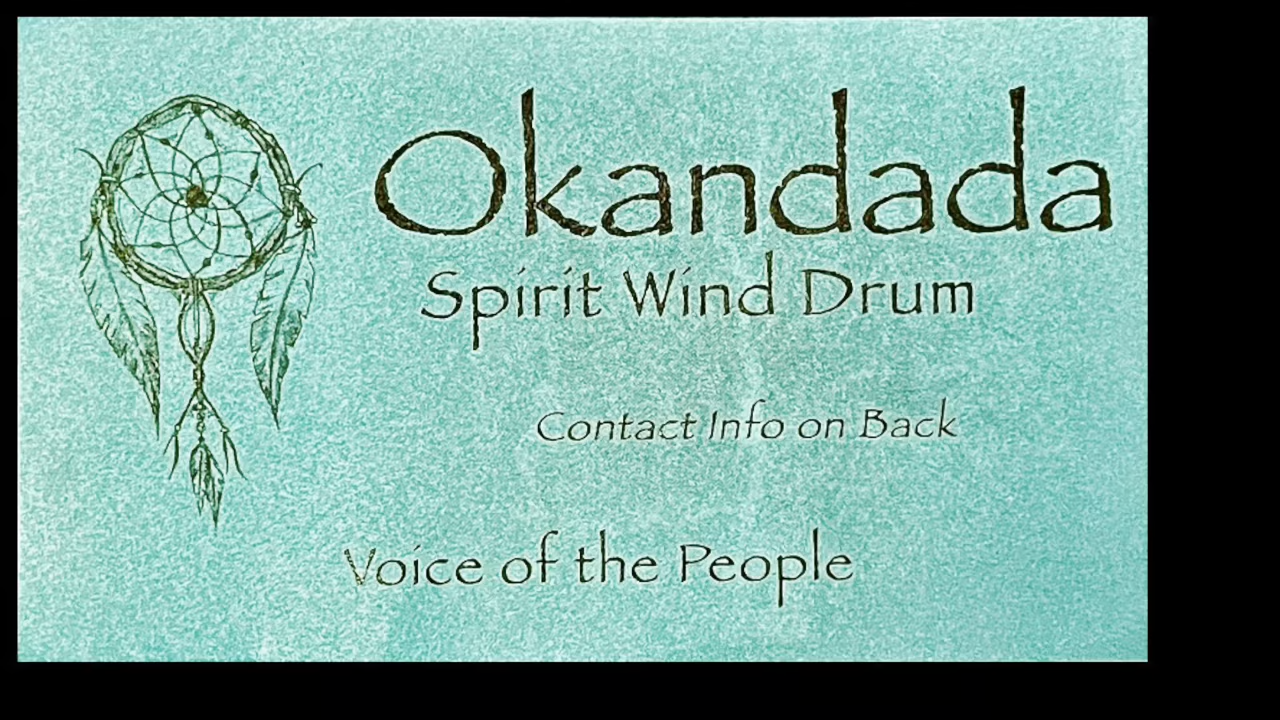 Okandada
Spirit Wind Drum
Contact Info on Back
Voice of the People